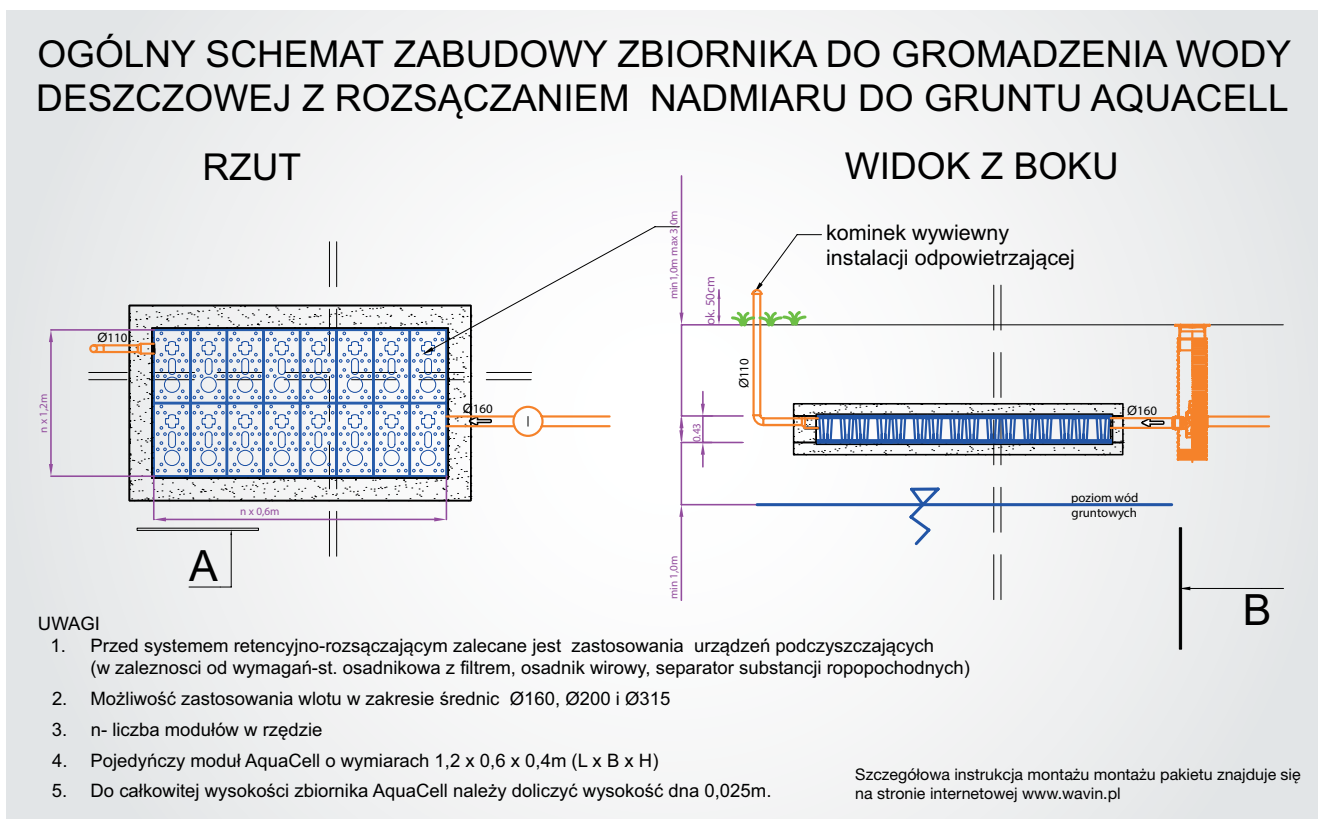 OGÓLNY SCHEMAT ZABUDOWY ZBIORNIKA DO GROMADZENIA WODY
DESZCZOWEJ Z ROZSĄCZANIEM NADMIARU DO GRUNTU AQUACELL
RZUT
Ø110
Ø160
I
n x 1,2m
n x 0,6m
A
WIDOK Z BOKU
min 1,0m max 3,0m
ok. 50cm
kominek wywiewny
instalacji odpowietrzającej
Ø110
Ø160
0.43
poziom wód
gruntowych
min 1,0m
B
UWAGI
1. Przed systemem retencyjno-rozsączającym zalecane jest zastosowania urządzeń podczyszczających
(w zaleznosci od wymagań-st. osadnikowa z filtrem, osadnik wirowy, separator substancji ropopochodnych)
2. Możliwość zastosowania wlotu w zakresie średnic Ø160, Ø200 i Ø315
3. n- liczba modułów w rzędzie
4. Pojedyńczy moduł AquaCell o wymiarach 1,2 x 0,6 x 0,4m (L x B x H)
5. Do całkowitej wysokości zbiornika AquaCell należy doliczyć wysokość dna 0,025m.
Szczegółowa instrukcja montażu montażu pakietu znajduje się
na stronie internetowej www.wavin.pl